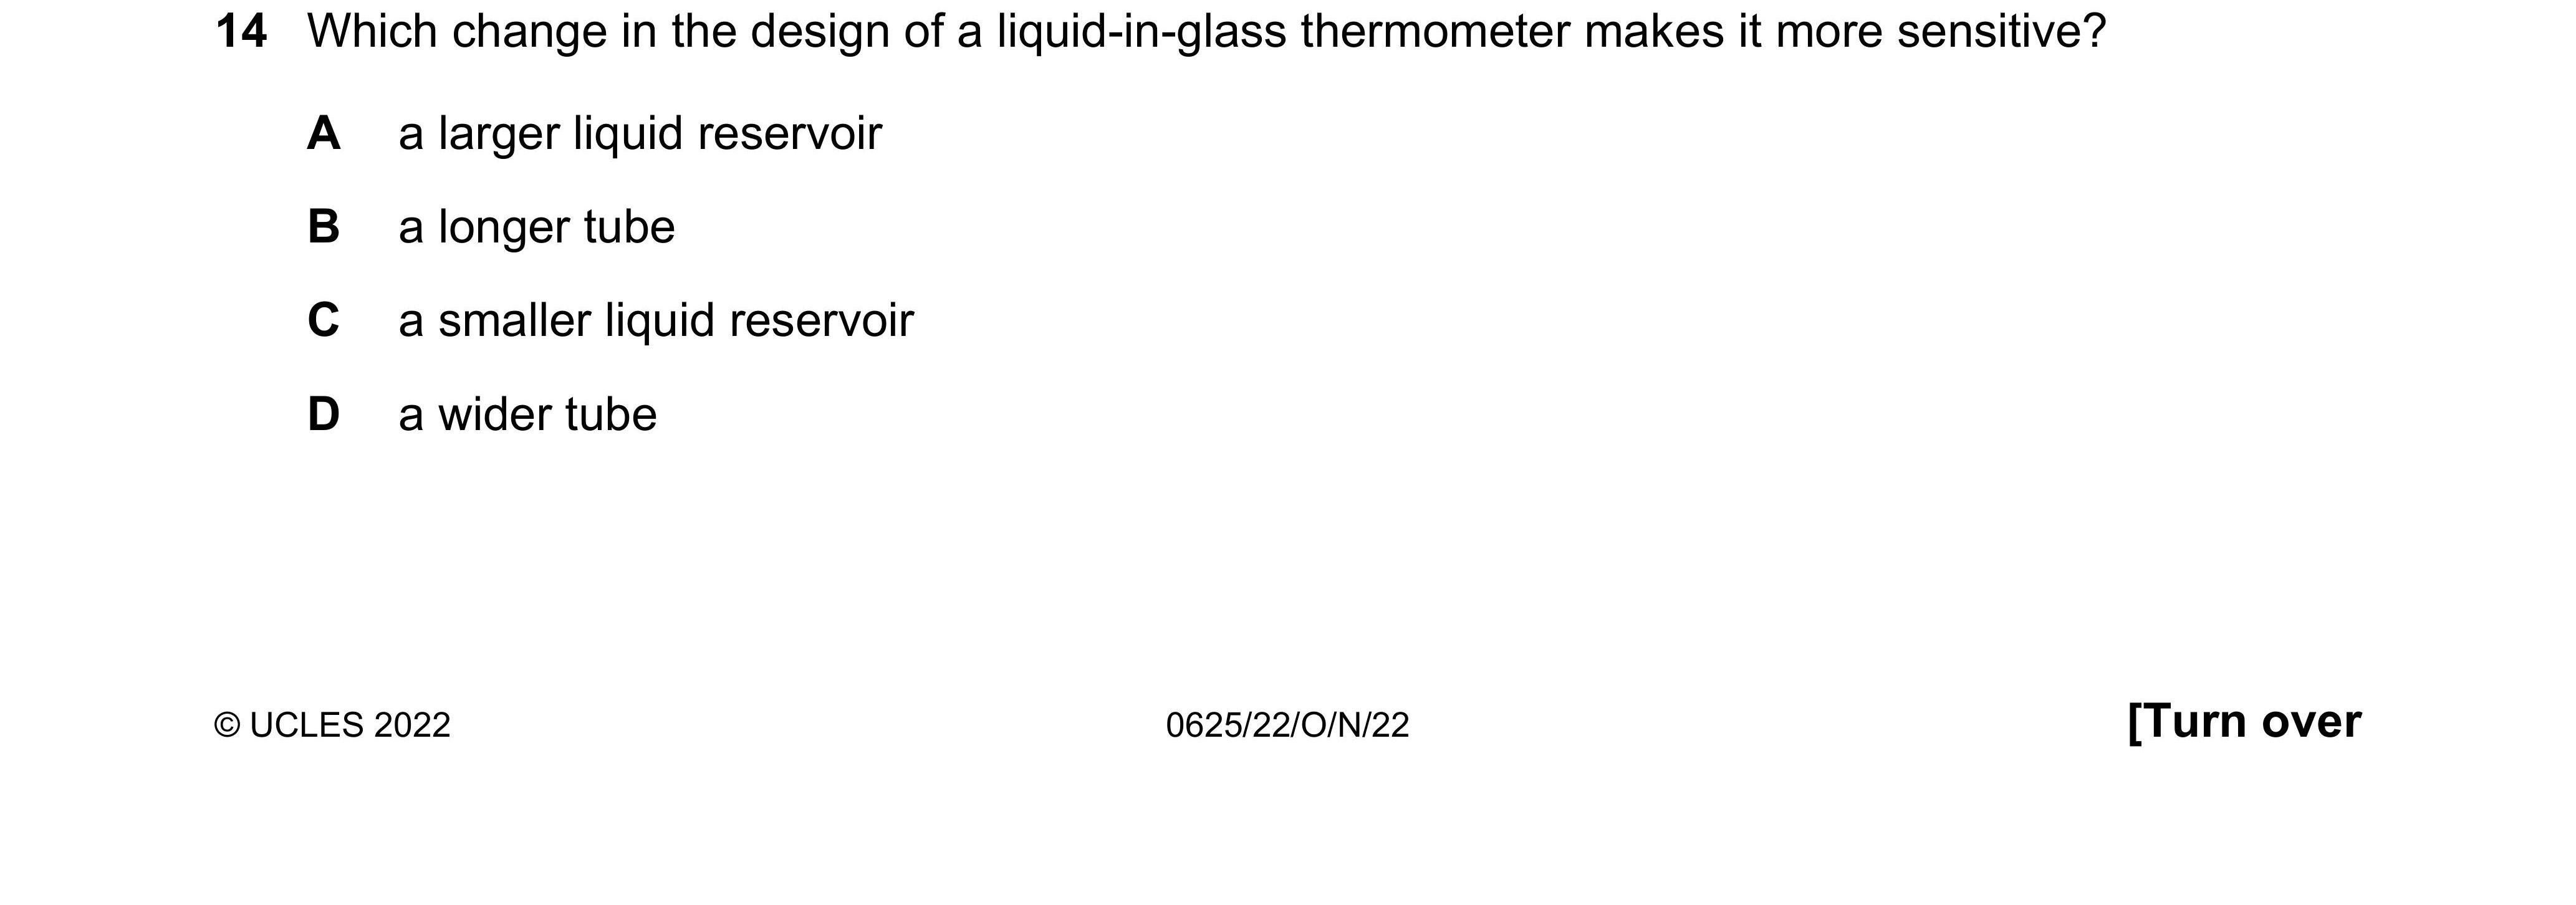 14 Which change in the design of a liquid-in-glass thermometer makes it more sensitive?
A a larger liquid reservoir
B a longer tube
C a smaller liquid reservoir
D a wider tube
© UCLES 2022 0625/22/O/N/22 [Turn over